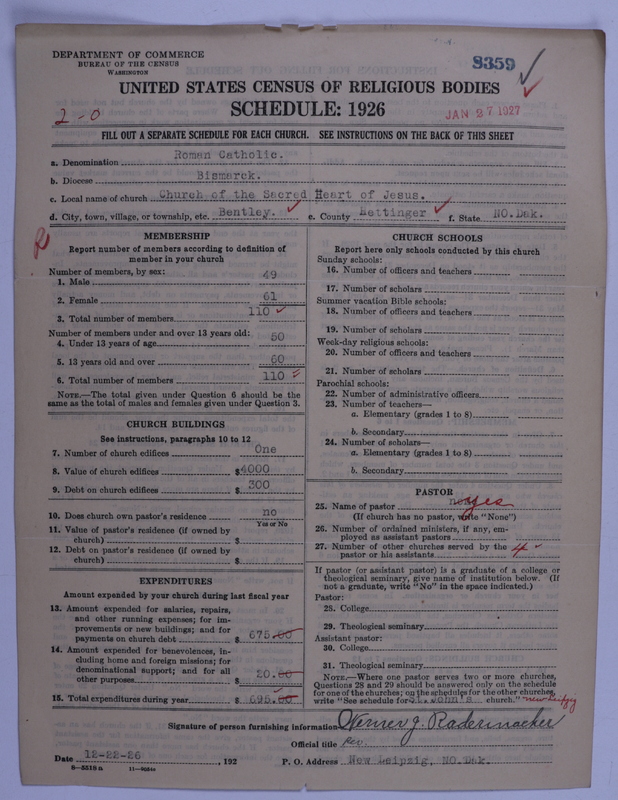 DEPARTMENT OF COMMERCE
BUREAU OF THE CENSUS
WASHINGTON
8359
UNITED STATES CENSUS OF RELIGIOUS BODIES
SCHEDULE: 1926
2-0
JAN 27 1927
FILL OUT A SEPARATE SCHEDULE FOR EACH CHURCH. SEE INSTRUCTIONS ON THE BACK OF THIS SHEET
a. Denomination Roman Catholic.
b. Diocese Bismarck.
c. Local name of church Church of the Sacred Heart of Jesus.
d. City, town, village, or township, etc. Bentley. e. County Hettinger f. State NO.Dak.
R
MEMBERSHIP
Report number of members according to definition of
member in your church
Number of members, by sex:
1. Male 49
2. Female 61
3. Total number of members 110
Number of members under and over 13 years old:
4. Under 13 years of age 50
5. 13 years old and over 60
6. Total number of members 110
NOTE.—The total given under Question 6 should be the
same as the total of males and females given under Question 3.
CHURCH BUILDINGS
See instructions, paragraphs 10 to 12
7. Number of church edifices One
8. Value of church edifices $4000
9. Debt on church edifices $ 300
10. Does church own pastor's residence no
Yes or No
11. Value of pastor's residence (if owned by
church) $
12. Debt on pastor's residence (if owned by
church) $
EXPENDITURES
Amount expended by your church during last fiscal year
13. Amount expended for salaries, repairs,
and other running expenses; for im-
provements or new buildings; and for
payments on church debt $ 675.00
14. Amount expended for benevolences, in-
cluding home and foreign missions; for
denominational support; and for all
other purposes $ 20.00
15. Total expenditures during year $ 695.00
CHURCH SCHOOLS
Report here only schools conducted by this church
Sunday schools:
16. Number of officers and teachers
17. Number of scholars
Summer vacation Bible schools:
18. Number of officers and teachers
19. Number of scholars
Week-day religious schools:
20. Number of officers and teachers
21. Number of scholars
Parochial schools:
22. Number of administrative officers
23. Number of teachers—
a. Elementary (grades 1 to 8)
b. Secondary
24. Number of scholars—
a. Elementary (grades 1 to 8)
b. Secondary
PASTOR
25. Name of pastor yes
(If church has no pastor, write "None")
26. Number of ordained ministers, if any, em-
ployed as assistant pastors
27. Number of other churches served by the 4
pastor or his assistants
If pastor (or assistant pastor) is a graduate of a college or
theological seminary, give name of institution below. (If
not a graduate, write "No" in the space indicated.)
Pastor:
28. College
29. Theological seminary
Assistant pastor:
30. College
31. Theological seminary
NOTE.—Where one pastor serves two or more churches,
Questions 28 and 29 should be answered only on the schedule
for one of the churches; on the schedules for the other churches,
write "See schedule for St. John's church." New Leipzig
Signature of person furnishing information Werner J. Radermacher
Official title Rev.
Date 12-22-26, 192 P. O. Address New Leipzig, NO.Dak.
8—5518 a